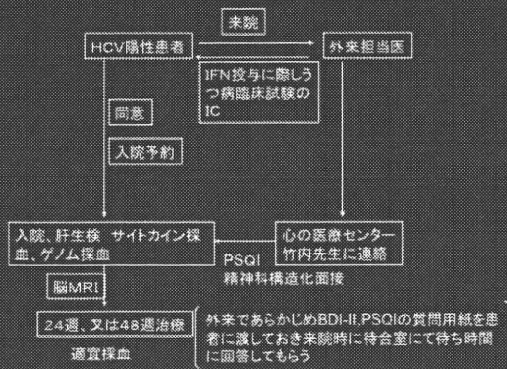 来院
HCV陽性患者
外来担当医
IFN投与に際しう
つ病臨床試験の
IC
同意
入院予約
入院、肝生検 サイトカイン採
血、ゲノム採血
心の医療センター
竹内先生に連絡
PSQI
精神科構造化面接
脳MRI
24週、又は48週治療
適宜採血
外来であらかじめBDI-II,PSQIの質問用紙を患
者に渡しておき来院時に待合室にて待ち時間
に回答してもらう